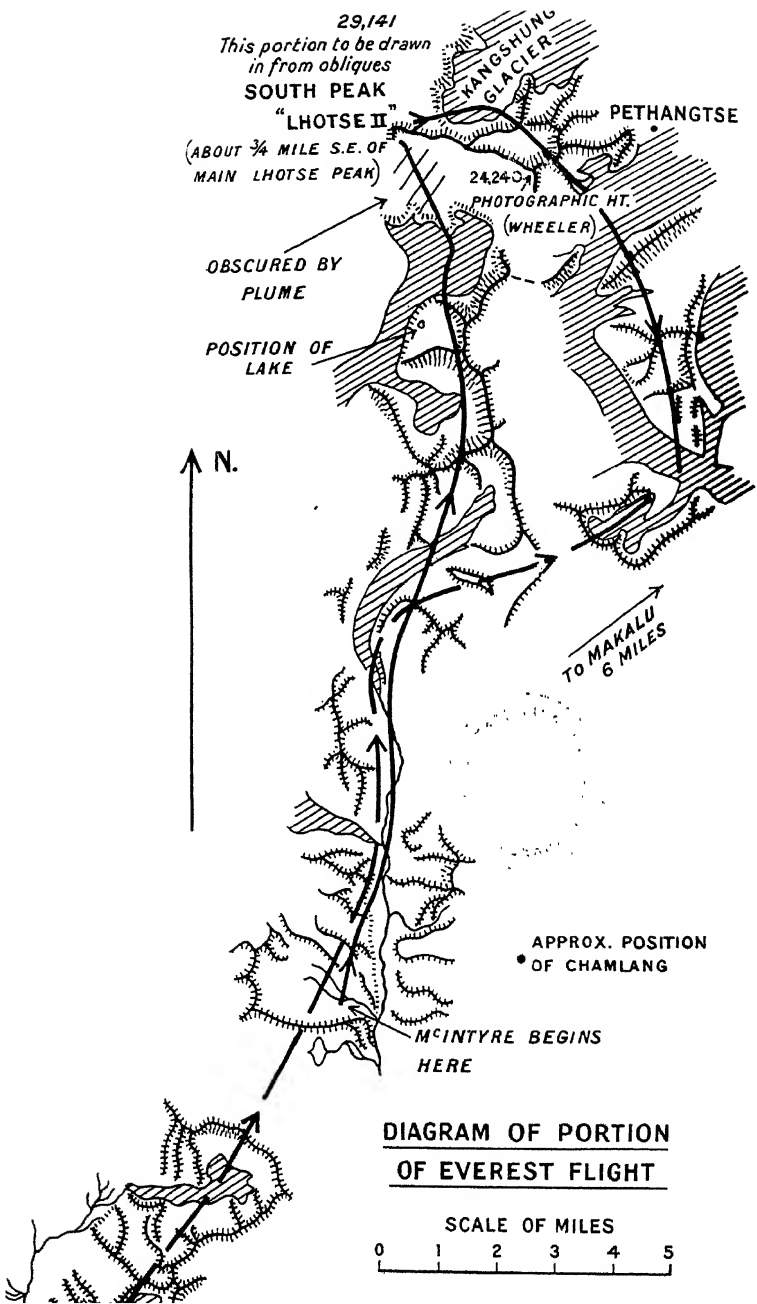 29,141
This portion to be drawn
in from obliques
SOUTH PEAK
"LHOTSE II"
(ABOUT ¾ MILE S.E. OF
MAIN LHOTSE PEAK)
KANGSHUNG
GLACIER
PETHANGTSE
24,240
PHOTOGRAPHIC HT.
(WHEELER)
OBSCURED BY
PLUME
POSITION OF
LAKE
N.
TO MAKALU
6 MILES
APPROX. POSITION
OF CHAMLANG
McINTYRE BEGINS
HERE
DIAGRAM OF PORTION
OF EVEREST FLIGHT
SCALE OF MILES
0 1 2 3 4 5